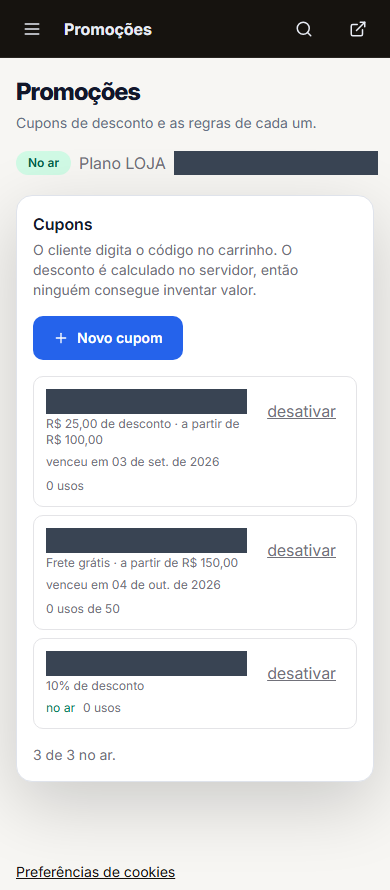 Promoções
Promoções
Cupons de desconto e as regras de cada um.
No ar Plano LOJA
Cupons
O cliente digita o código no carrinho. O
desconto é calculado no servidor, então
ninguém consegue inventar valor.
+ Novo cupom
desativar
R$ 25,00 de desconto · a partir de
R$ 100,00
venceu em 03 de set. de 2026
0 usos
desativar
Frete grátis · a partir de R$ 150,00
venceu em 04 de out. de 2026
0 usos de 50
desativar
10% de desconto
no ar 0 usos
3 de 3 no ar.
Preferências de cookies